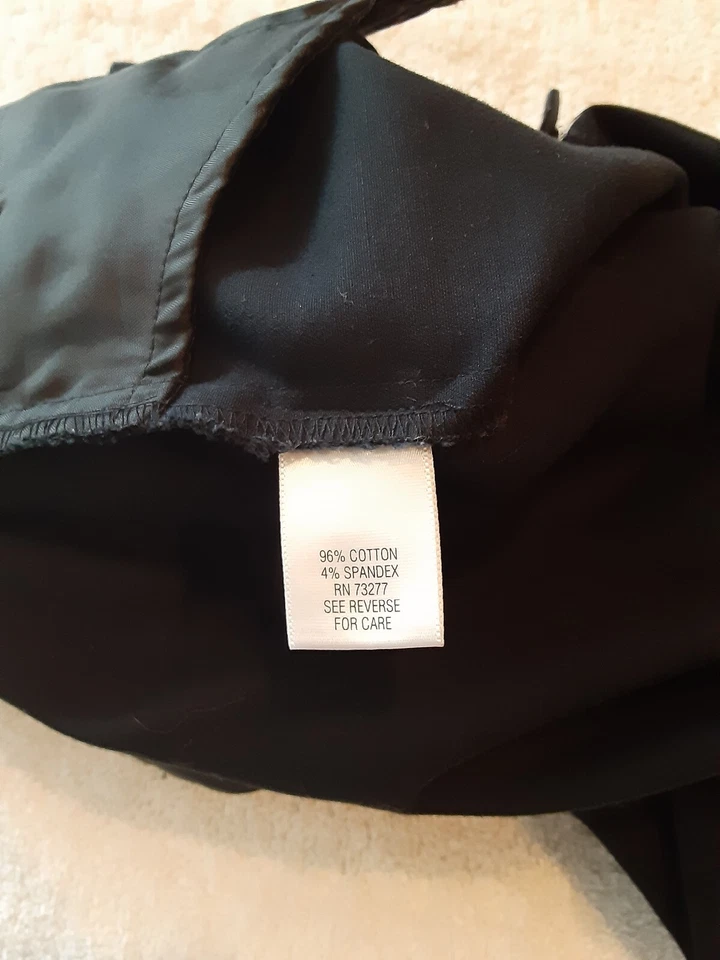 96% COTTON
4% SPANDEX
RN 73277
SEE REVERSE
FOR CARE